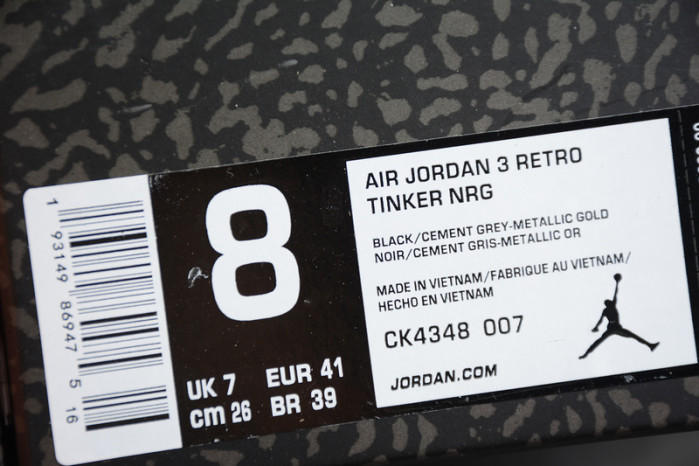 1 93149 86947 5 16
8
UK 7 EUR 41
cm 26 BR 39
AIR JORDAN 3 RETRO
TINKER NRG
BLACK/CEMENT GREY-METALLIC GOLD
NOIR/CEMENT GRIS-METALLIC OR
MADE IN VIETNAM/FABRIQUE AU VIETNAM/
HECHO EN VIETNAM
CK4348 007
JORDAN.COM